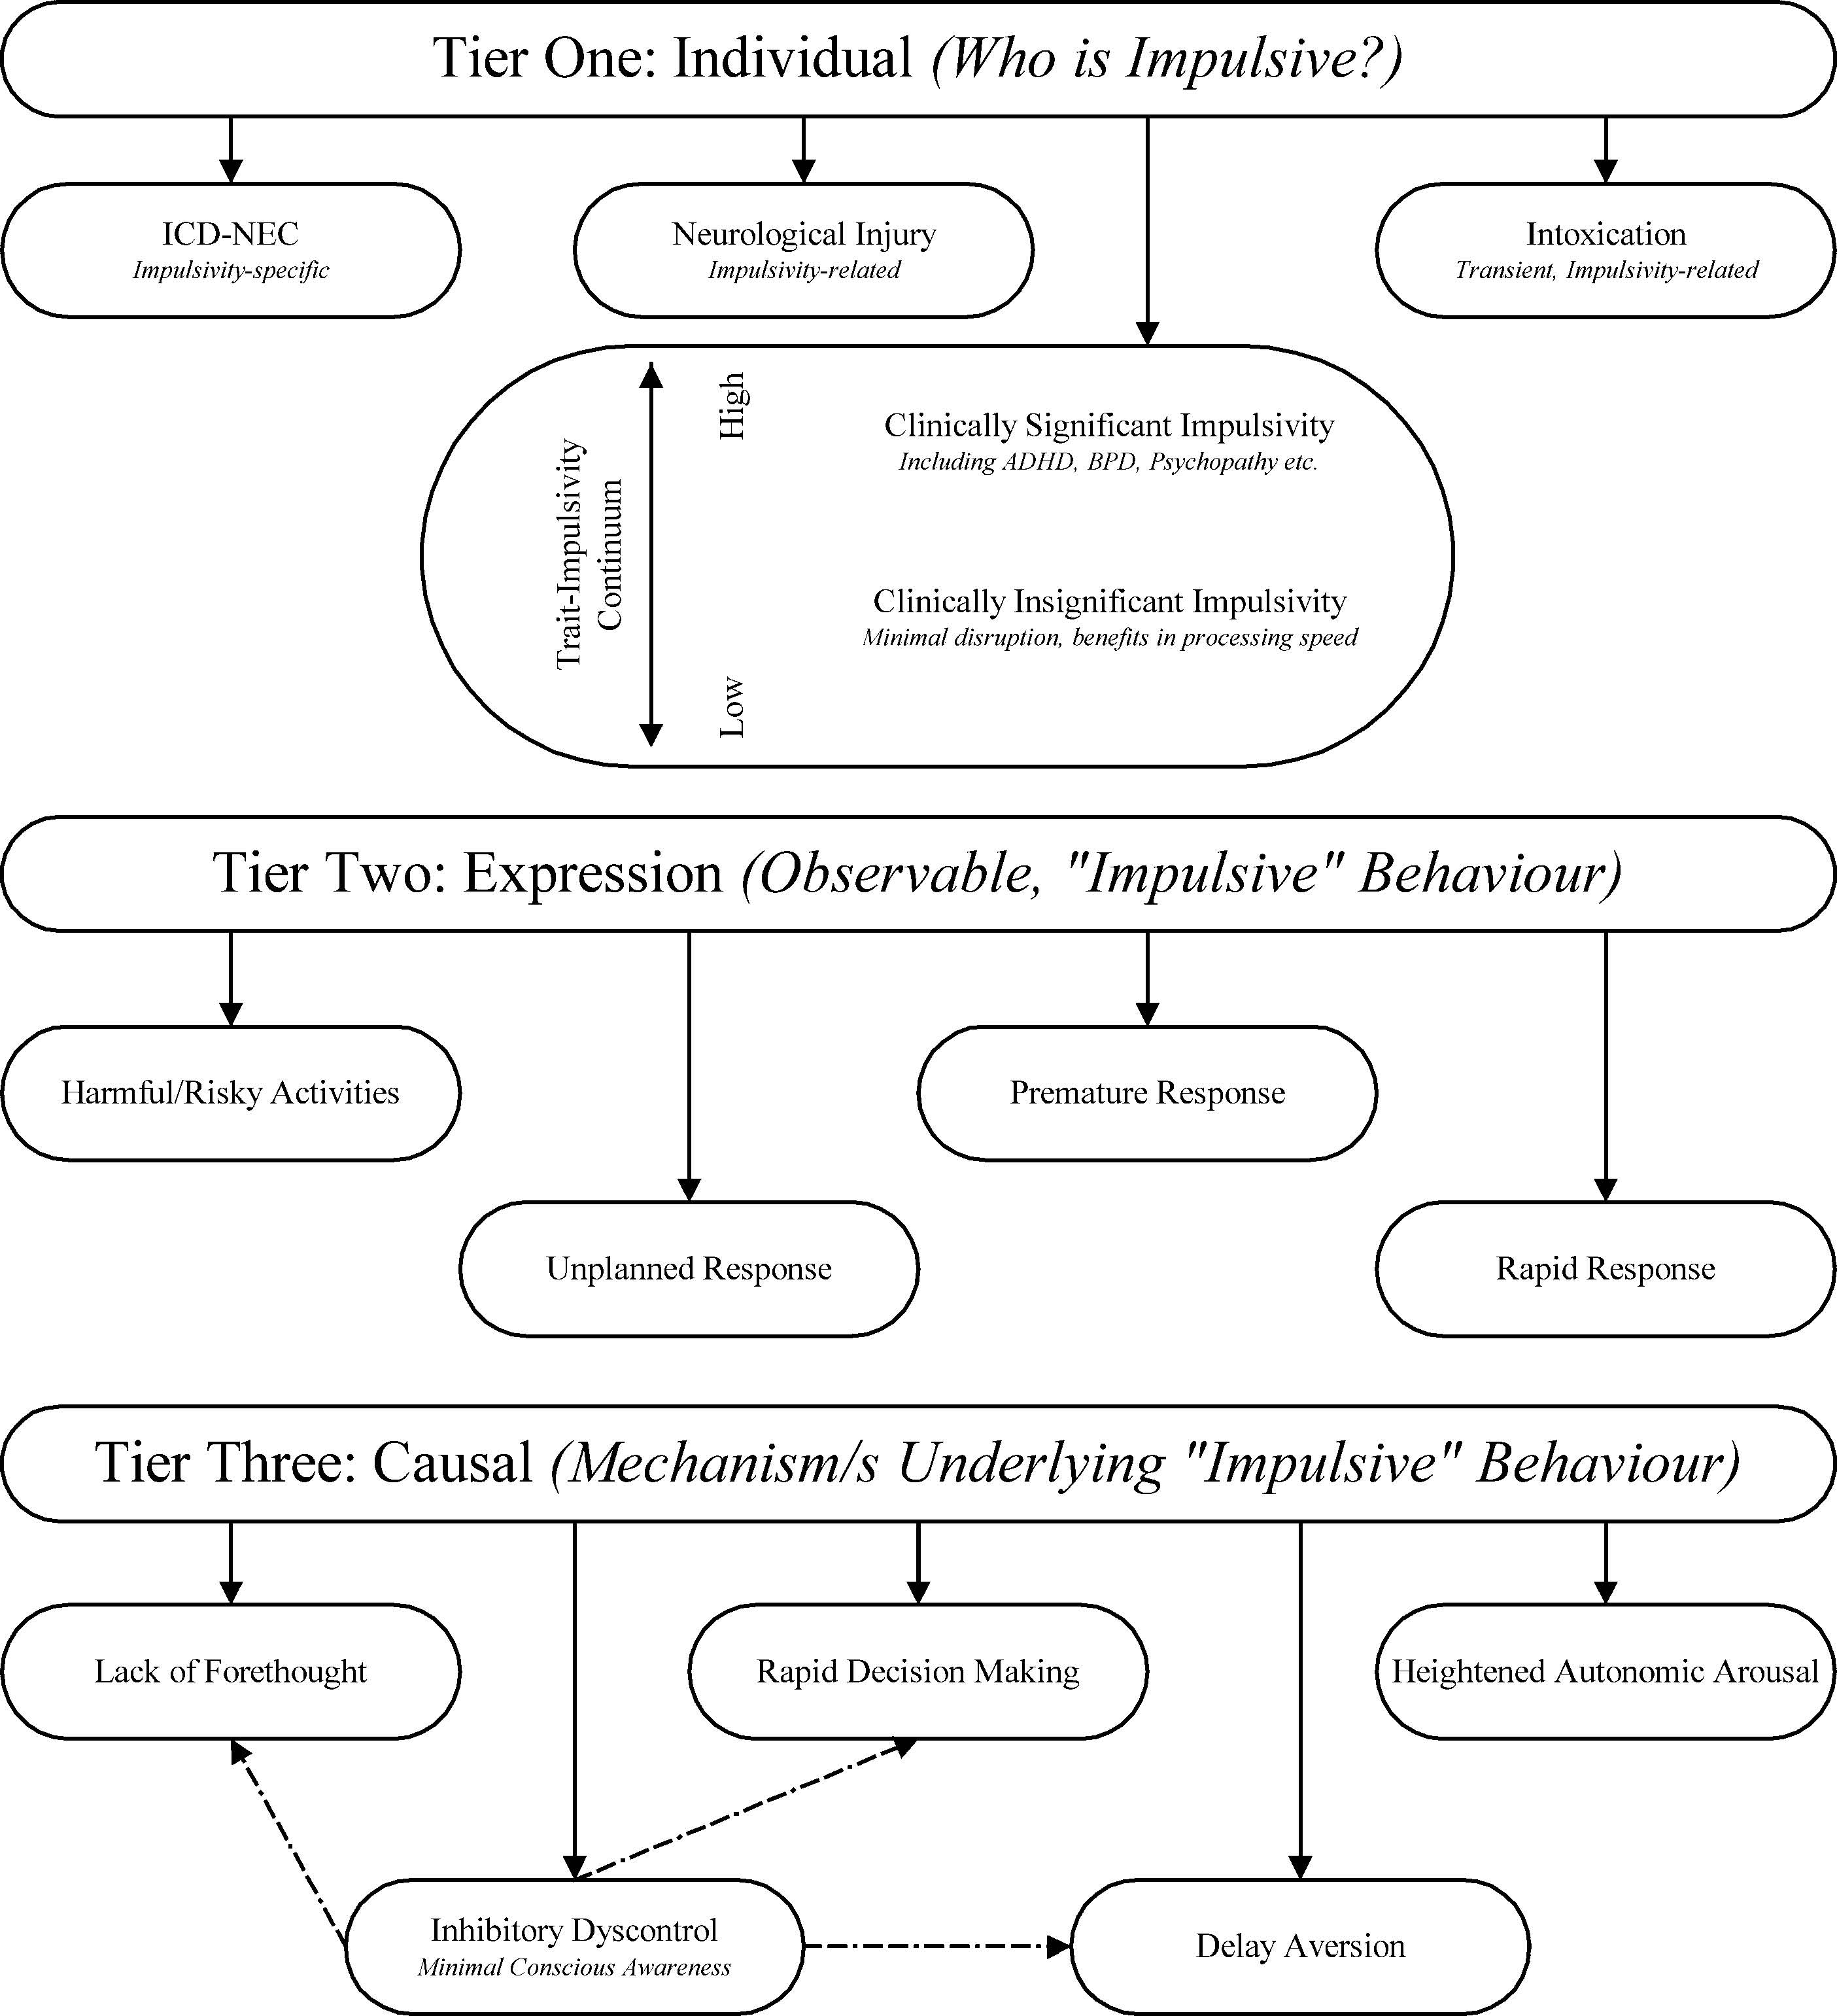 Tier One: Individual (Who is Impulsive?)
ICD-NEC
Impulsivity-specific
Neurological Injury
Impulsivity-related
Intoxication
Transient, Impulsivity-related
Trait-Impulsivity
Continuum
High
Low
Clinically Significant Impulsivity
Including ADHD, BPD, Psychopathy etc.
Clinically Insignificant Impulsivity
Minimal disruption, benefits in processing speed
Tier Two: Expression (Observable, "Impulsive" Behaviour)
Harmful/Risky Activities
Premature Response
Unplanned Response
Rapid Response
Tier Three: Causal (Mechanism/s Underlying "Impulsive" Behaviour)
Lack of Forethought
Rapid Decision Making
Heightened Autonomic Arousal
Inhibitory Dyscontrol
Minimal Conscious Awareness
Delay Aversion